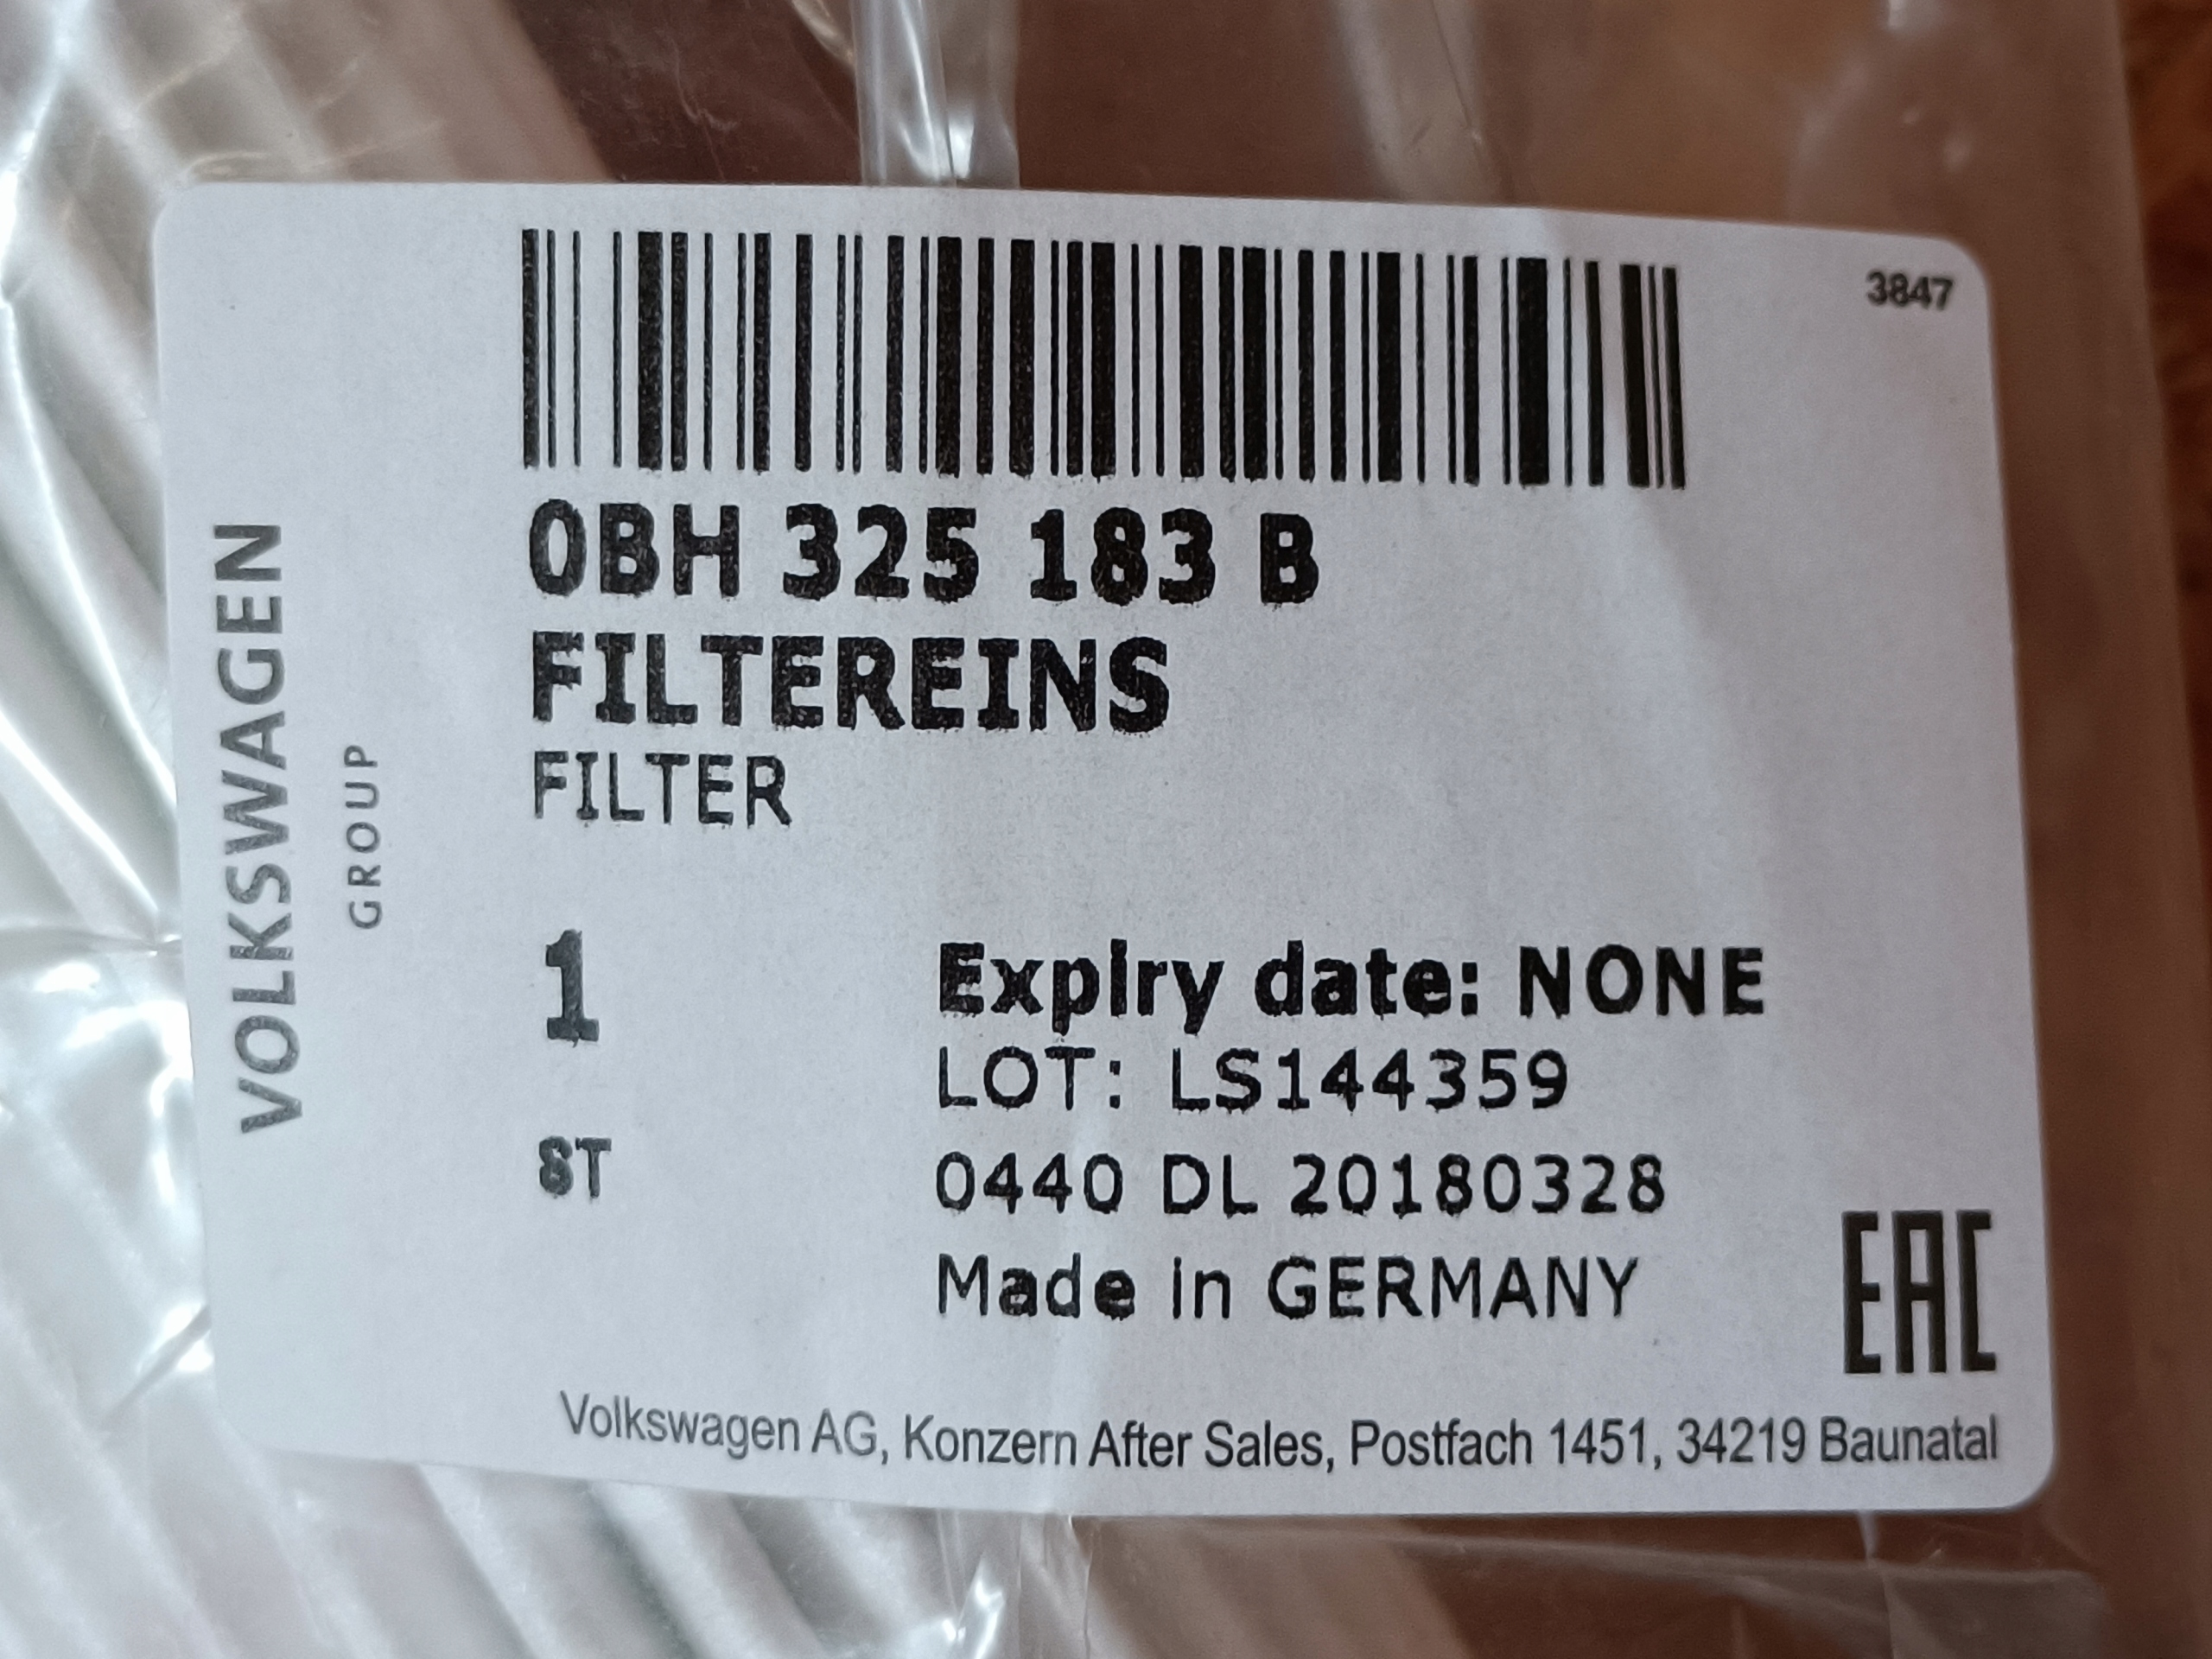 3847
0BH 325 183 B
FILTEREINS
FILTER
VOLKSWAGEN
GROUP
1
ST
Expiry date: NONE
LOT: LS144359
0440 DL 20180328
Made in GERMANY
EAC
Volkswagen AG, Konzern After Sales, Postfach 1451, 34219 Baunatal